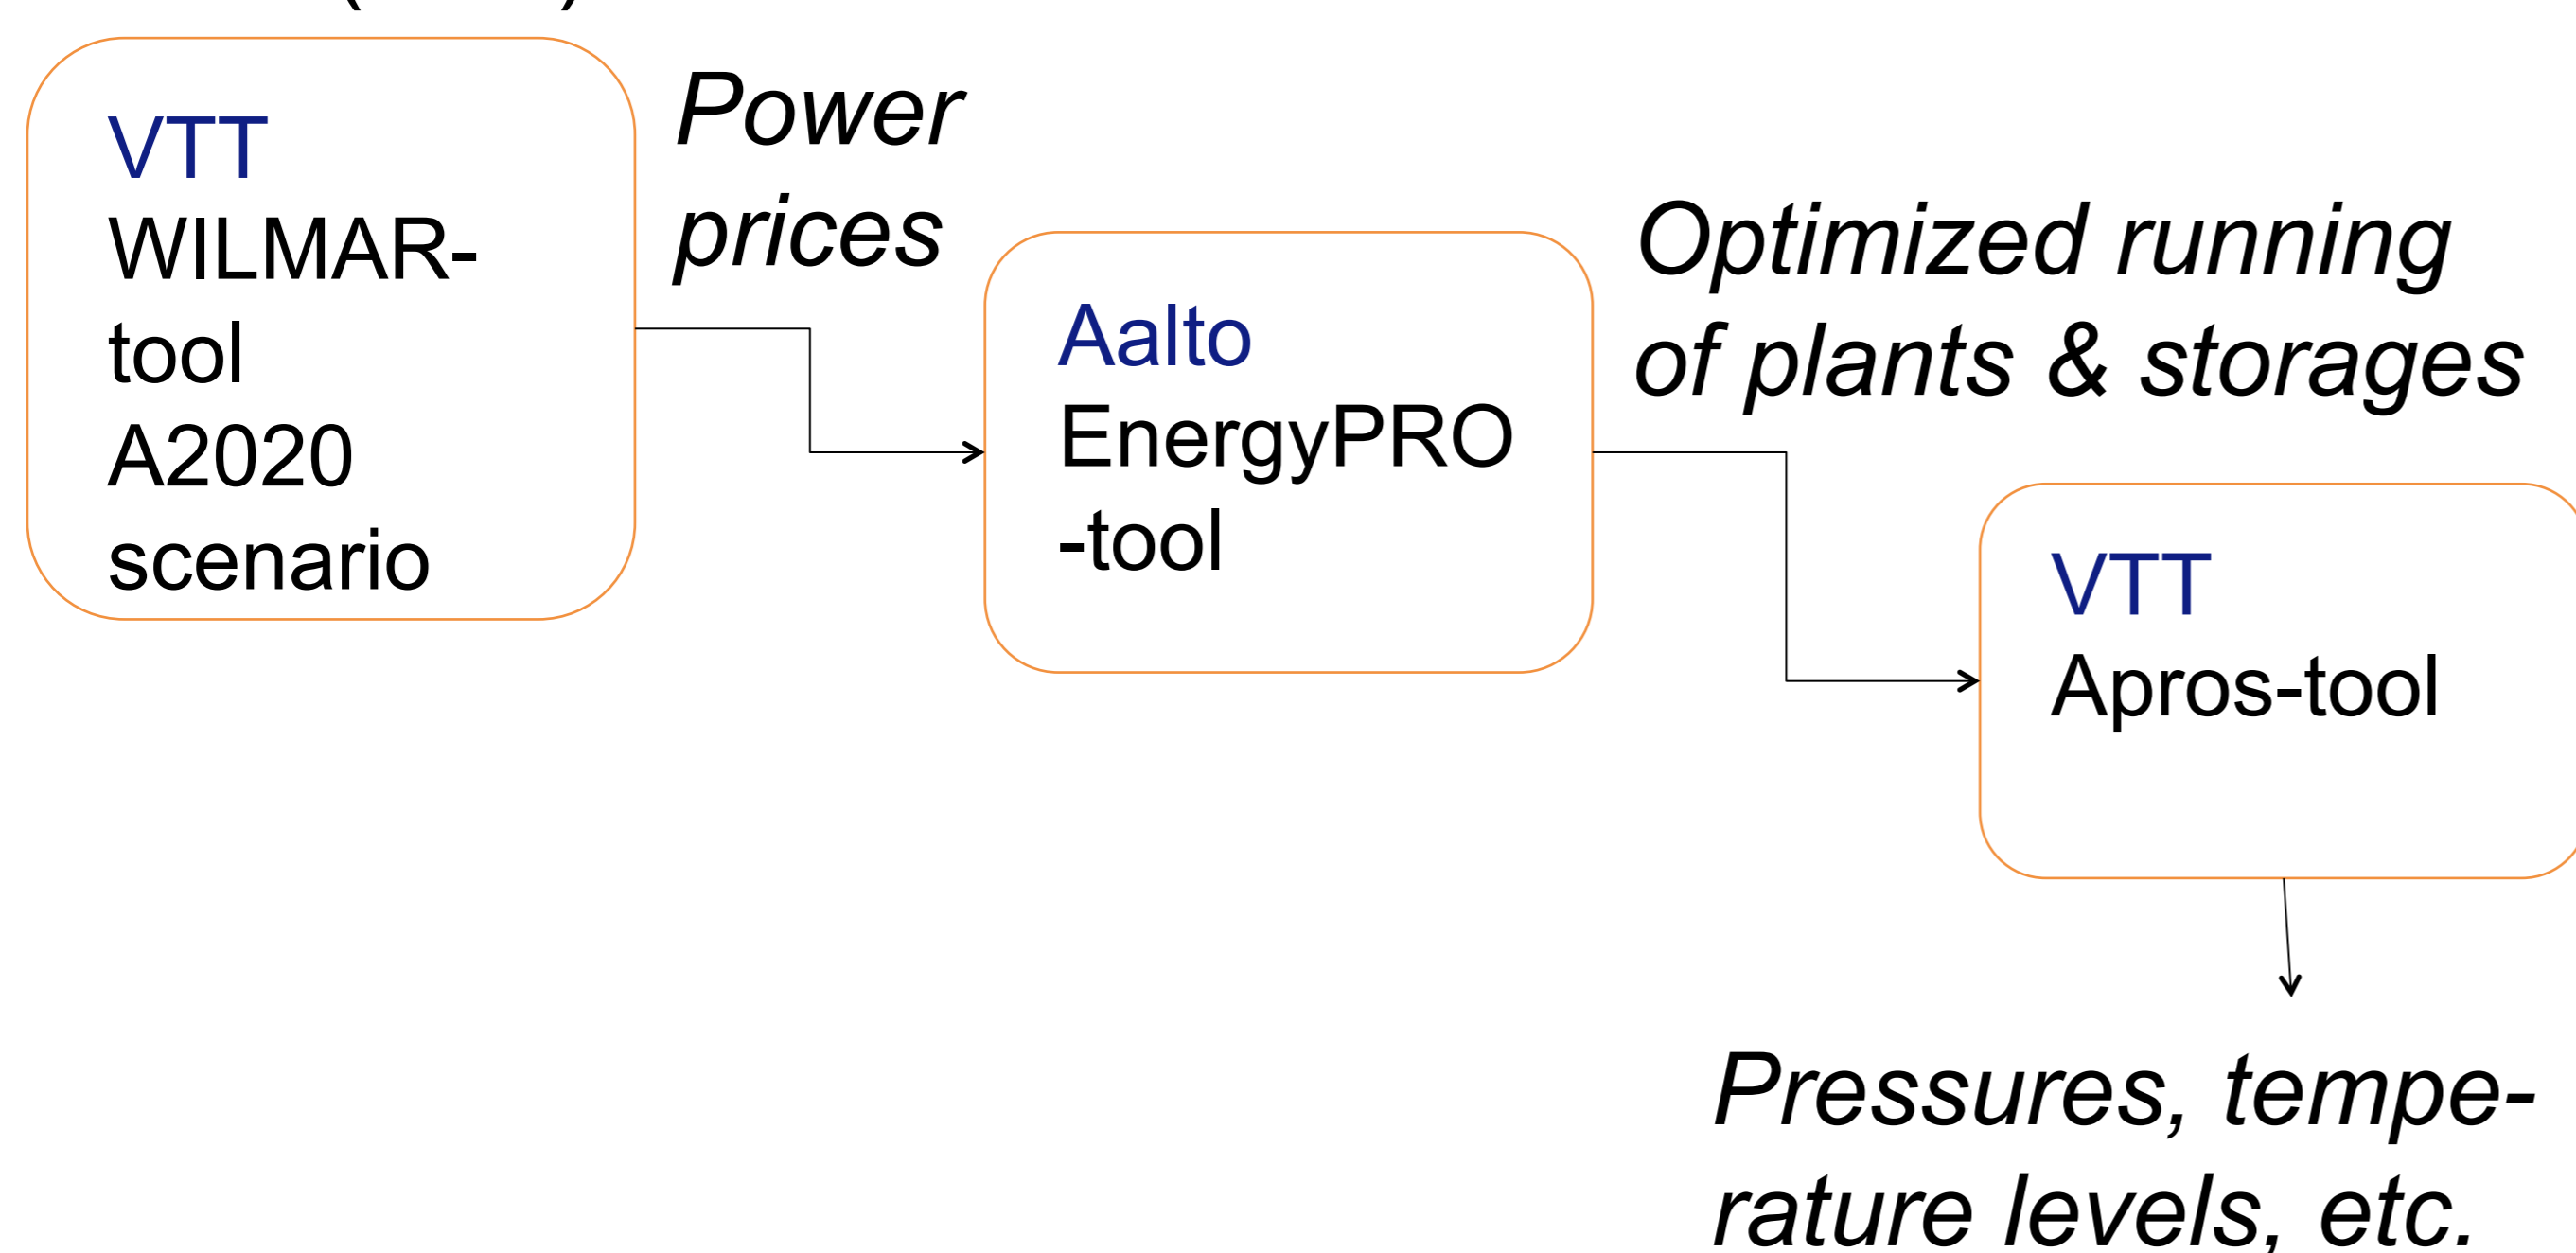 VTT
WILMAR-
tool
A2020
scenario
Power
prices
Aalto
EnergyPRO
-tool
Optimized running
of plants & storages
VTT
Apros-tool
Pressures, tempe-
rature levels, etc.